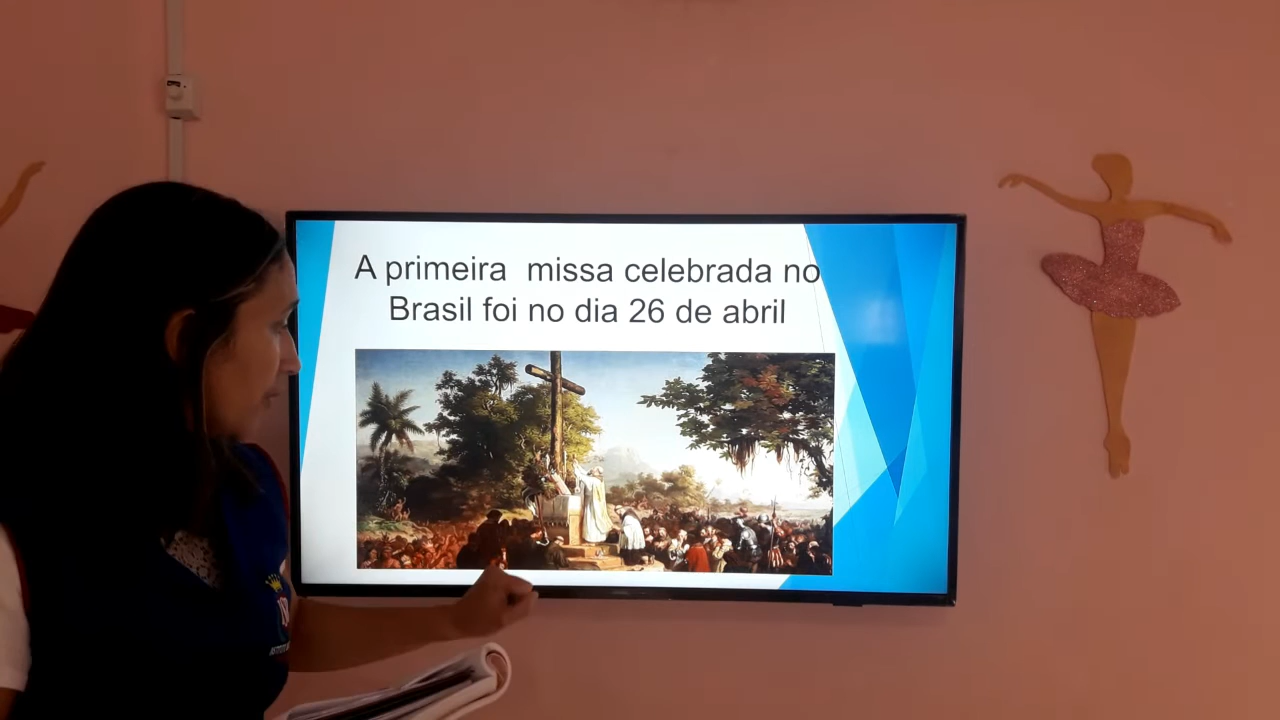 A primeira missa celebrada no
Brasil foi no dia 26 de abril